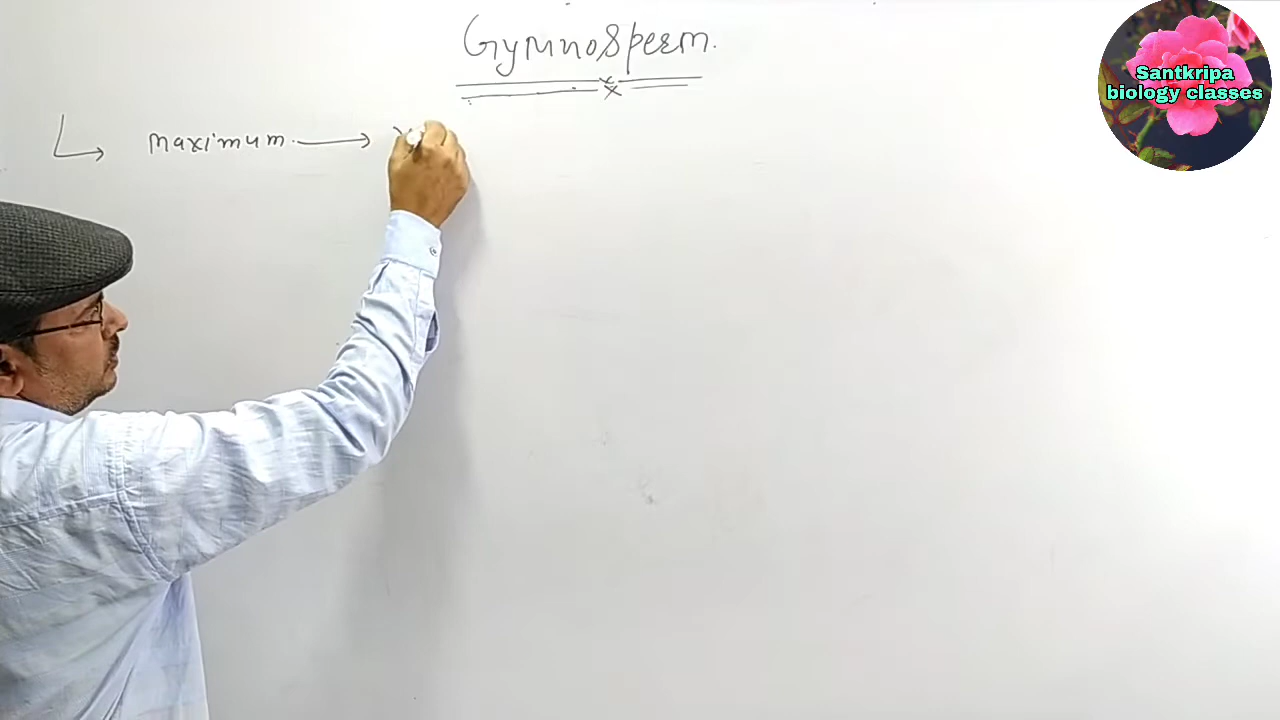 Gymnosperm.
Santkripa
biology classes
maximum.